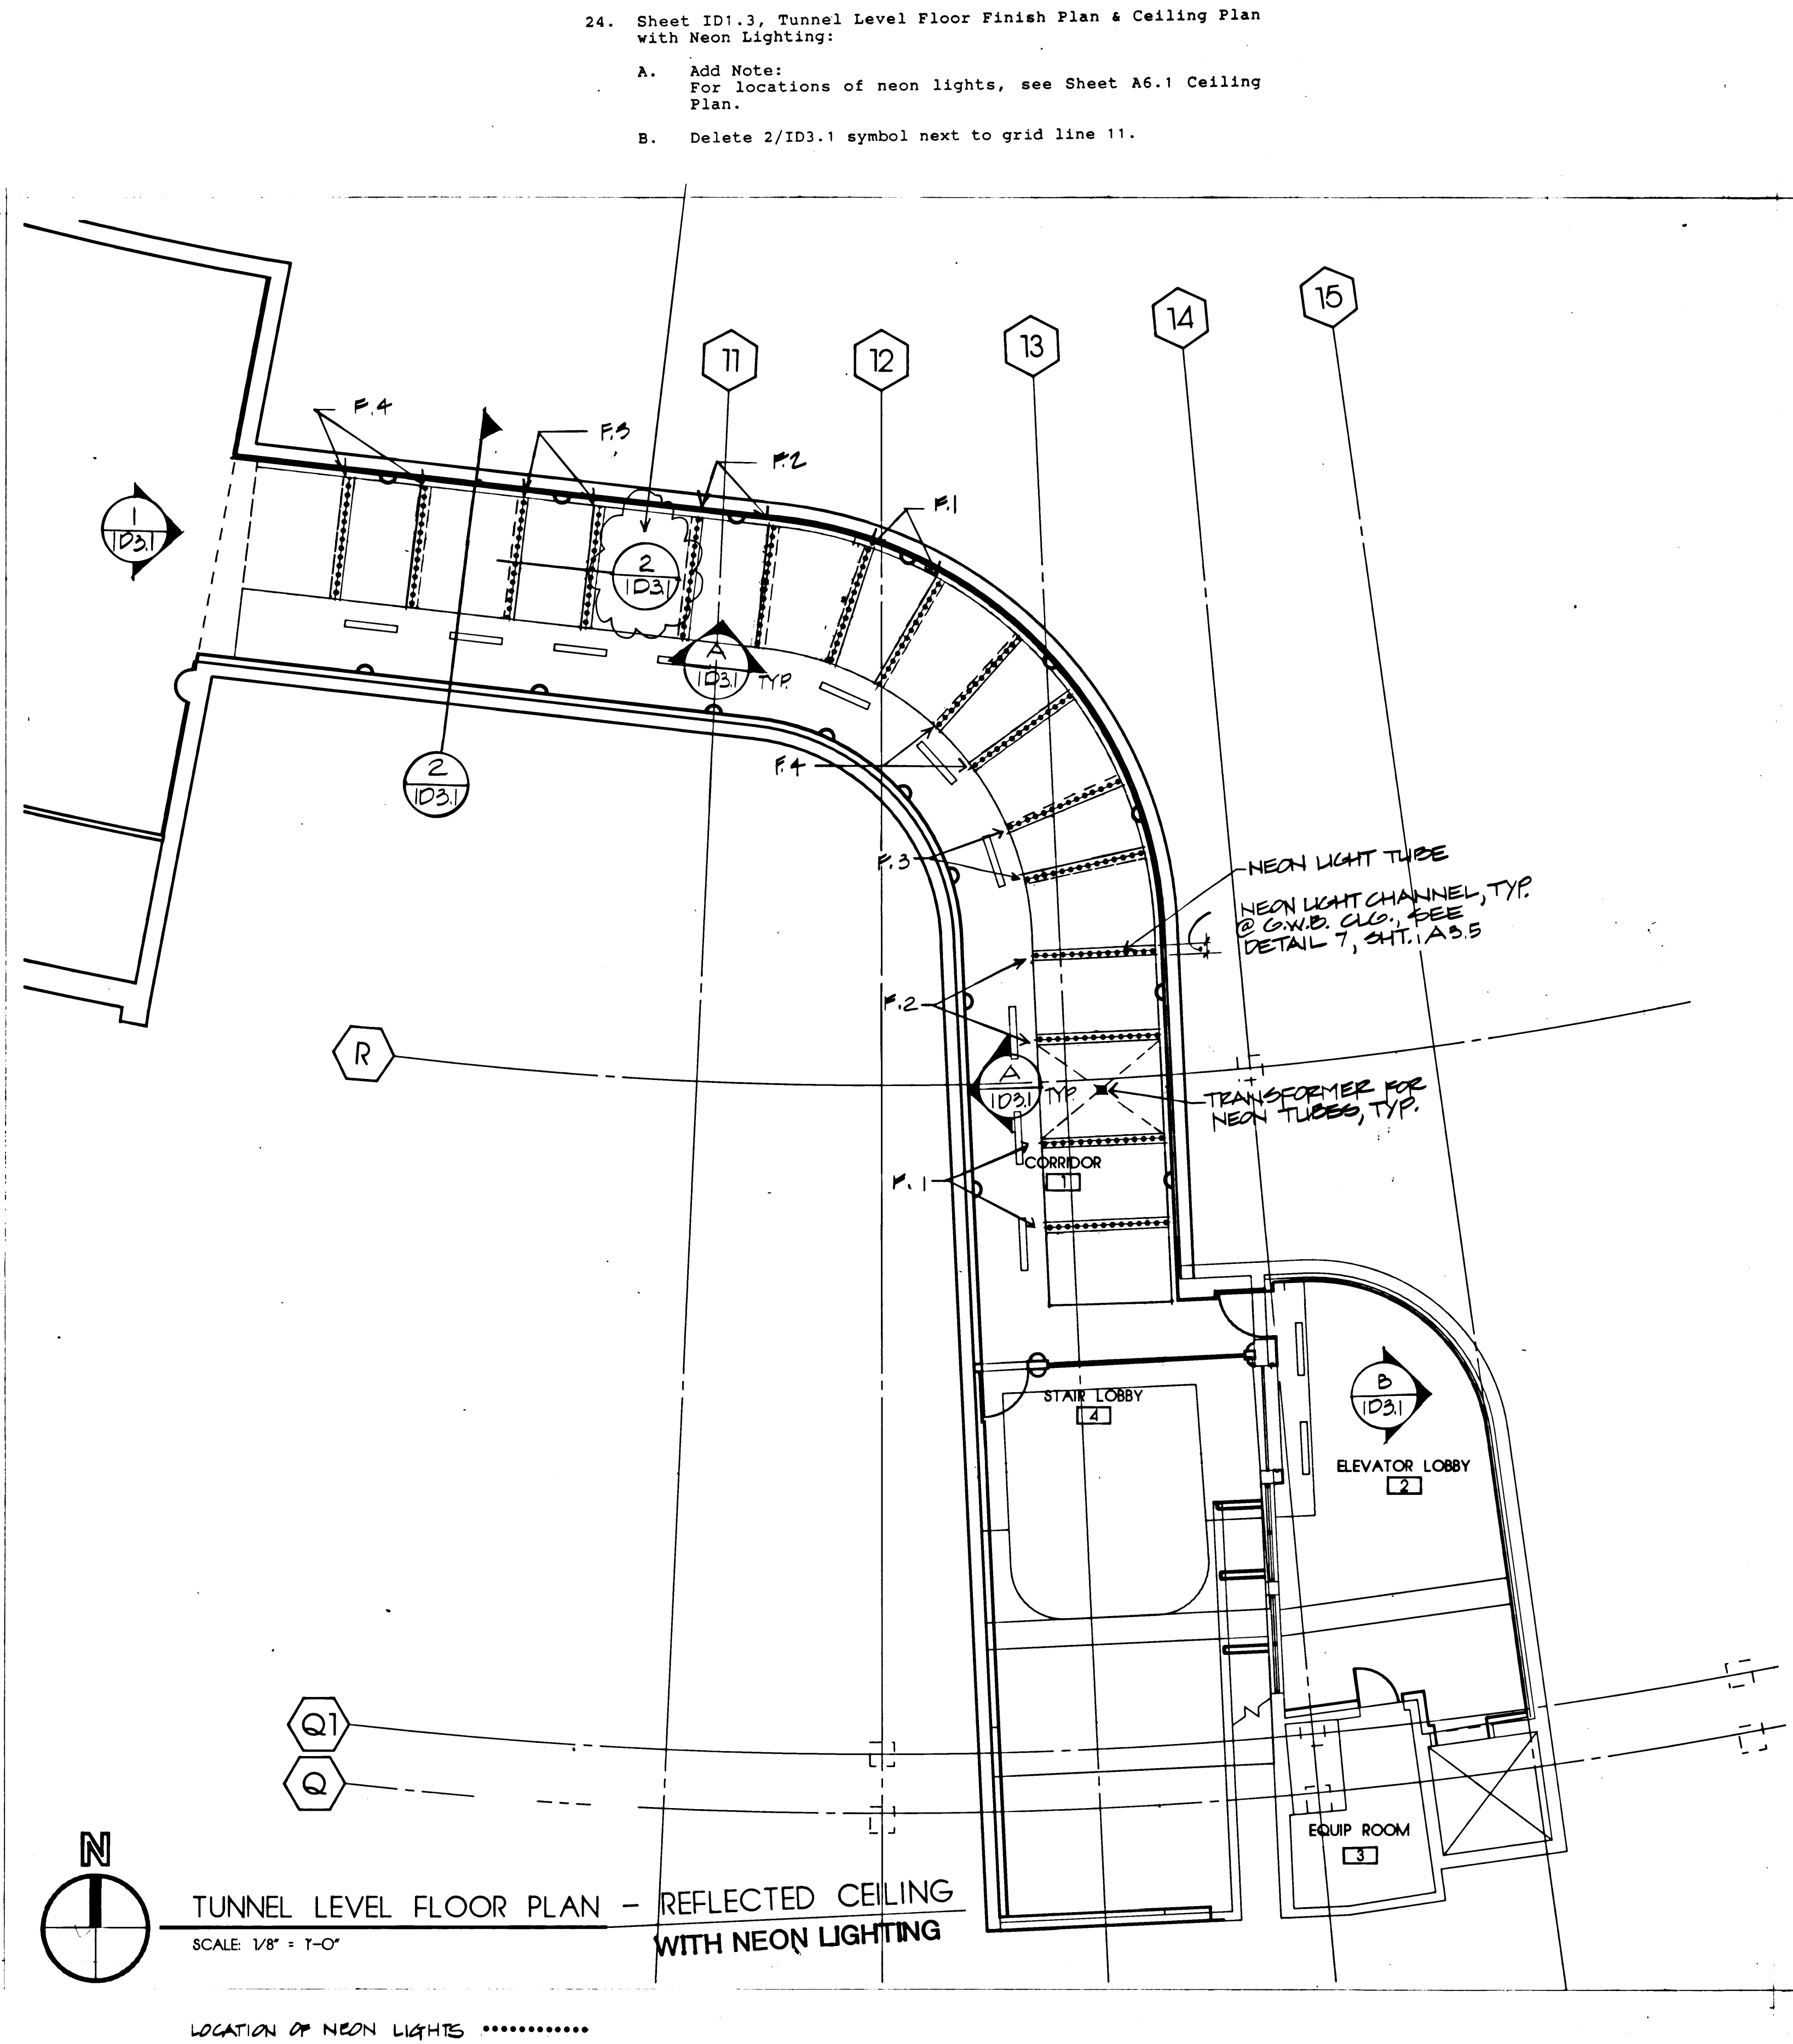 24. Sheet ID1.3, Tunnel Level Floor Finish Plan & Ceiling Plan
with Neon Lighting:
A. Add Note:
For locations of neon lights, see Sheet A6.1 Ceiling
Plan.
B. Delete 2/ID3.1 symbol next to grid line 11.
15
14
13
11
12
F.4
F.3
F.2
F.1
1
ID3.1
2
ID3.1
A
ID3.1 TYP.
2
ID3.1
F.4
F.3
NEON LIGHT TUBE
NEON LIGHT CHANNEL, TYP.
@ G.W.B. CLG., SEE
DETAIL 7, SHT. A3.5
F.2
R
A
ID3.1 TYP.
TRANSFORMER FOR
NEON TUBES, TYP.
CORRIDOR
1
F.1
B
ID3.1
STAIR LOBBY
4
ELEVATOR LOBBY
2
Q1
Q
EQUIP ROOM
3
N
TUNNEL LEVEL FLOOR PLAN - REFLECTED CEILING
WITH NEON LIGHTING
SCALE: 1/8" = 1'-0"
LOCATION OF NEON LIGHTS